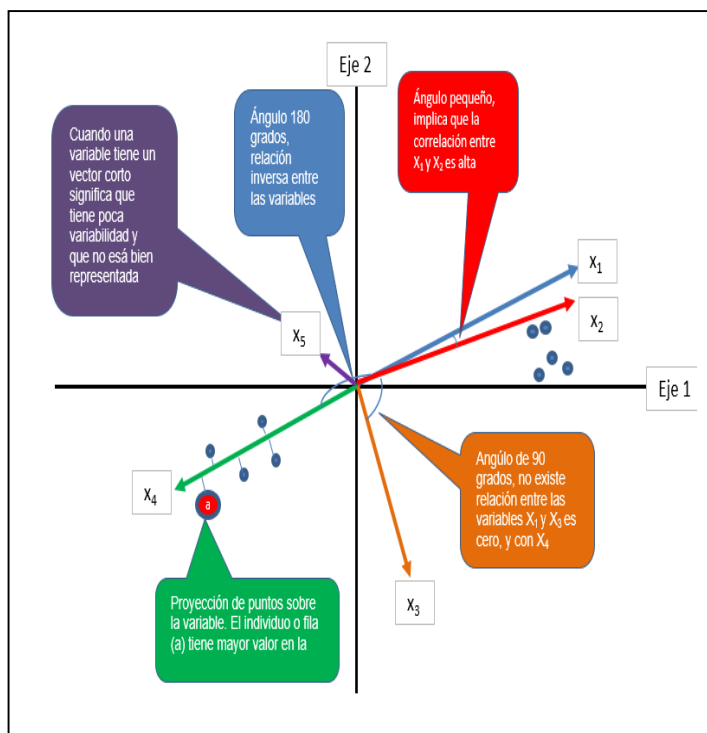 Eje 2
Cuando una
variable tiene un
vector corto
significa que
tiene poca
variabilidad y
que no esá bien
representada
Ángulo 180
grados,
relación
inversa entre
las variables
Ángulo pequeño,
implica que la
correlación entre
X₁ y X₂ es alta
x₁
x₂
x₅
Eje 1
x₄
a
Angúlo de 90
grados, no existe
relación entre las
variables X₁ y X₃ es
cero, y con X₄
x₃
Proyección de puntos sobre
la variable. El individuo o fila
(a) tiene mayor valor en la